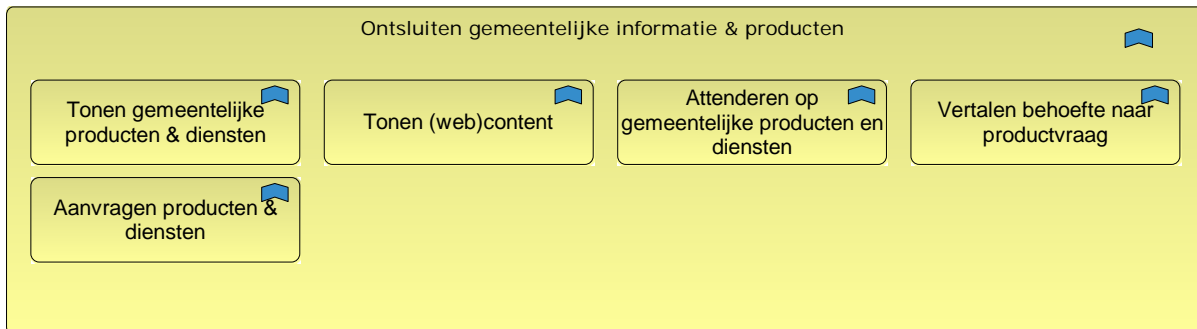 Ontsluiten gemeentelijke informatie & producten
Tonen gemeentelijke
producten & diensten
Tonen (web)content
Attenderen op
gemeentelijke producten en
diensten
Vertalen behoefte naar
productvraag
Aanvragen producten &
diensten